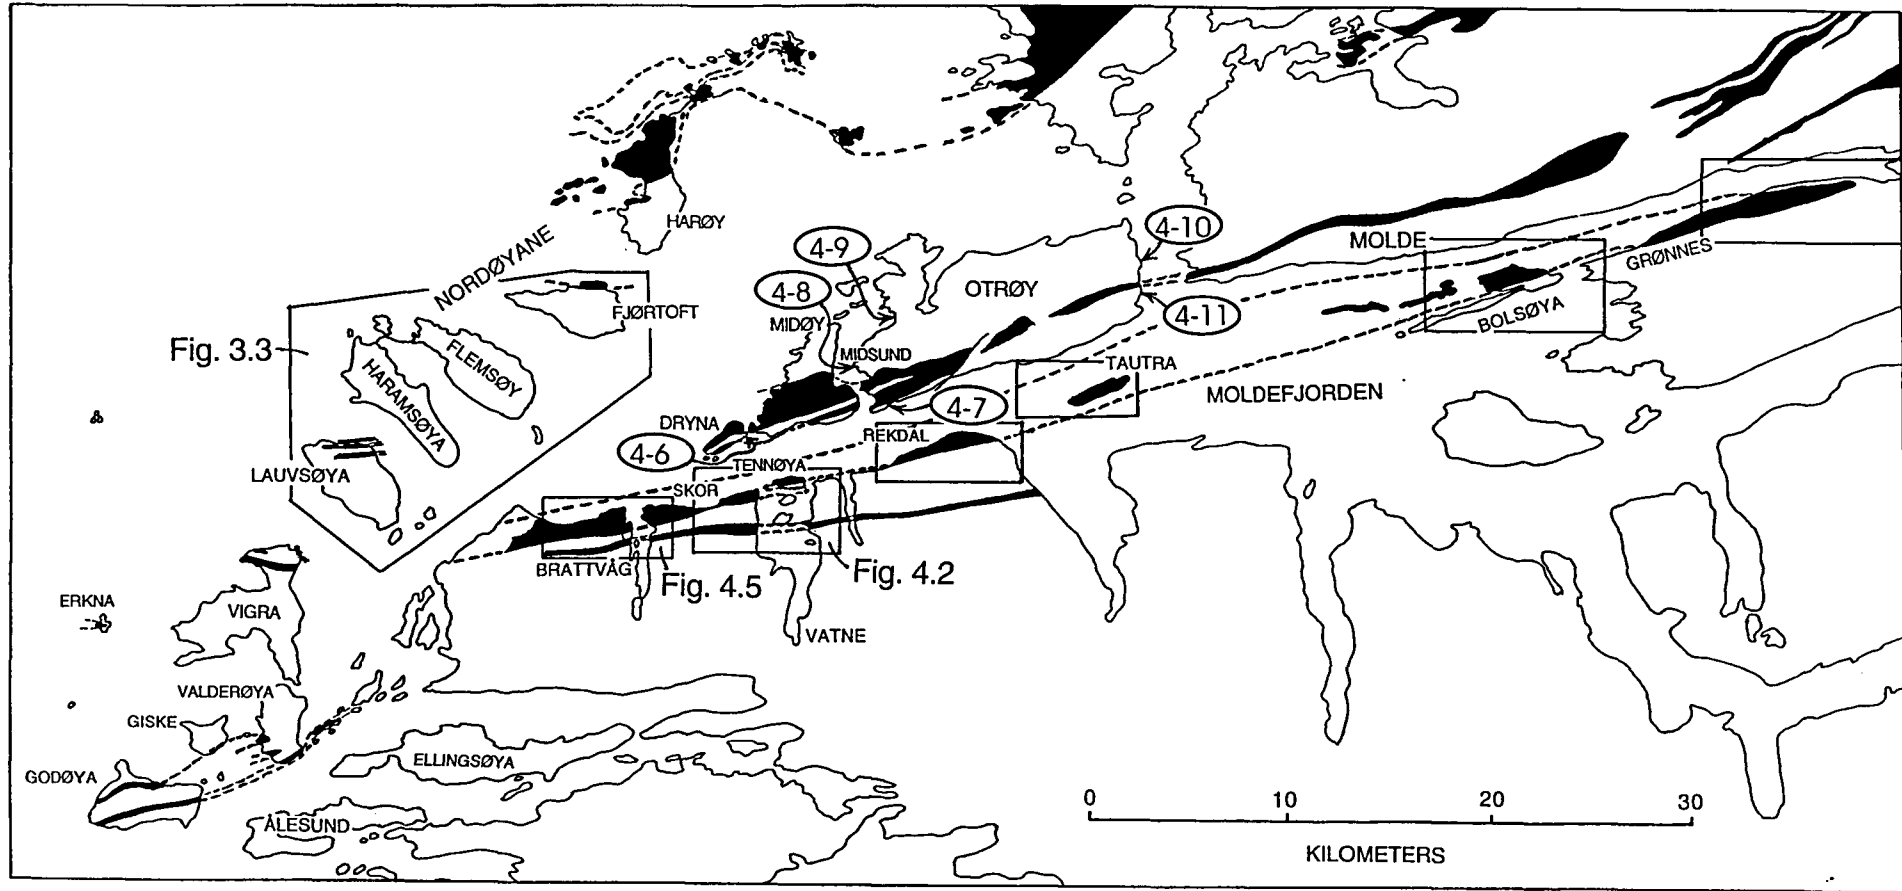 HARØY
NORDØYANE
4-9
4-10
MOLDE
GRØNNES
4-8
OTRØY
FJØRTOFT
MIDØY
4-11
BOLSØYA
Fig. 3.3
FLEMSØY
MIDSUND
HARAMSØYA
TAUTRA
MOLDEFJORDEN
4-7
DRYNA
REKDAL
4-6
LAUVSØYA
TENNØYA
SKOR
BRATTVÅG
Fig. 4.5
Fig. 4.2
ERKNA
VIGRA
VATNE
VALDERØYA
GISKE
ELLINGSØYA
GODØYA
ÅLESUND
0 10 20 30
KILOMETERS